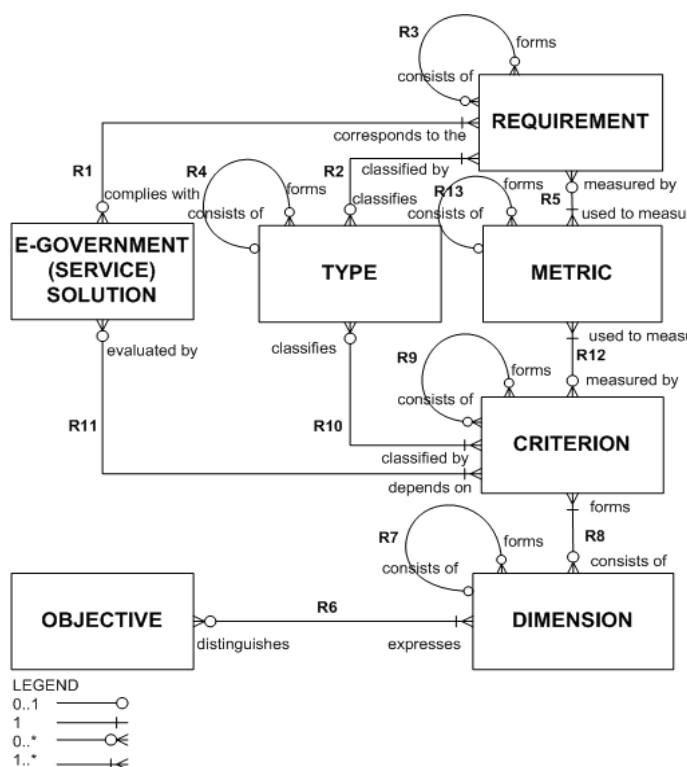 R3
forms
consists of
REQUIREMENT
corresponds to the
R1
R4
R2
classified by
complies with
forms
consists of
classifies
R13
forms
consists of
measured by
R5
used to measu
E-GOVERNMENT
(SERVICE)
SOLUTION
TYPE
METRIC
evaluated by
classifies
used to measu
R12
R9
forms
measured by
consists of
R11
R10
CRITERION
classified by
depends on
forms
R7
forms
R8
consists of
consists of
OBJECTIVE
R6
DIMENSION
distinguishes
expresses
LEGEND
0..1
1
0..*
1..*